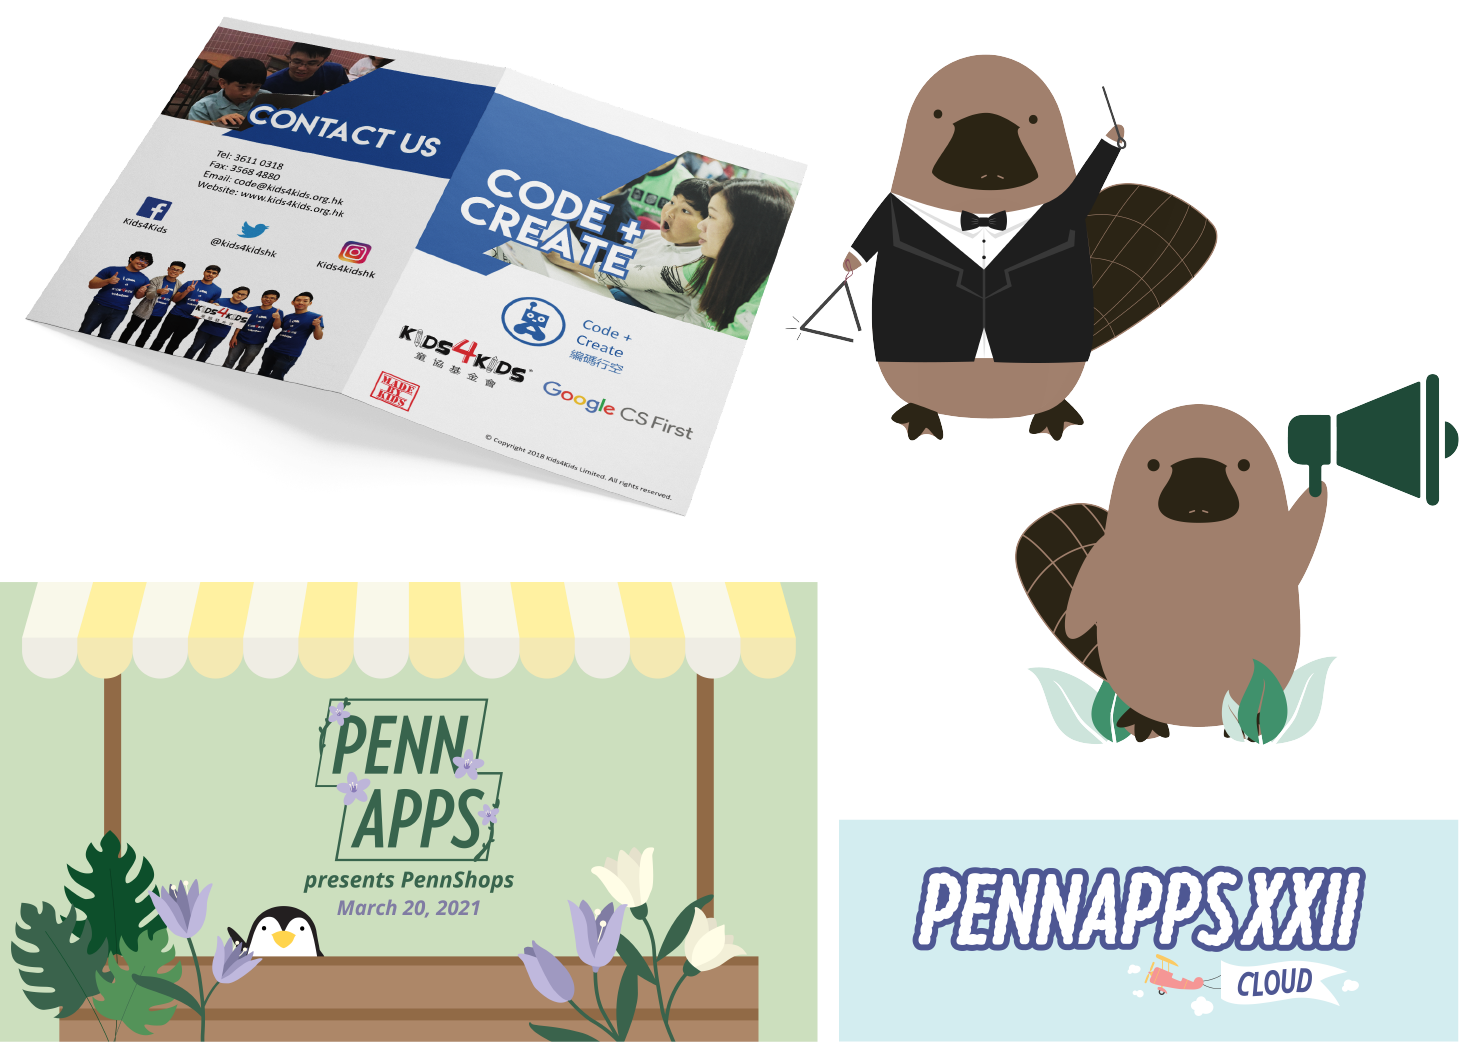 CONTACT US
Tel: 3611 0318
Fax: 3568 4880
Email: code@kids4kids.org.hk
Website: www.kids4kids.org.hk
Kids4Kids
@kids4kidshk
Kids4kidshk
KiDS4KiDS
CODE +
CREATE
Code +
Create
編碼行空
KiDS4KiDS
童協基金會
MADE
BY
KIDS
Google CS First
© Copyright 2018 Kids4Kids Limited. All rights reserved.
PENN
APPS
presents PennShops
March 20, 2021
PENNAPPS XXII
CLOUD